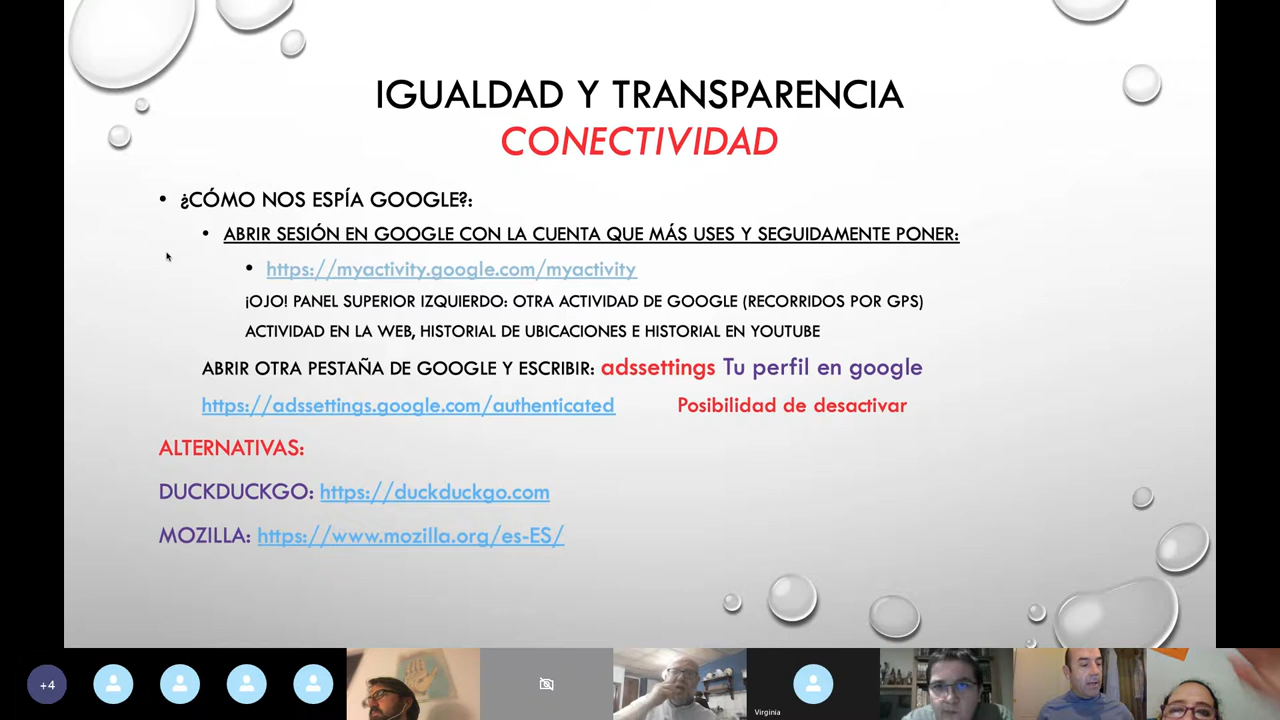 IGUALDAD Y TRANSPARENCIA
CONECTIVIDAD
• ¿CÓMO NOS ESPÍA GOOGLE?:
• ABRIR SESIÓN EN GOOGLE CON LA CUENTA QUE MÁS USES Y SEGUIDAMENTE PONER:
• https://myactivity.google.com/myactivity
¡OJO! PANEL SUPERIOR IZQUIERDO: OTRA ACTIVIDAD DE GOOGLE (RECORRIDOS POR GPS)
ACTIVIDAD EN LA WEB, HISTORIAL DE UBICACIONES E HISTORIAL EN YOUTUBE
ABRIR OTRA PESTAÑA DE GOOGLE Y ESCRIBIR: adssettings Tu perfil en google
https://adssettings.google.com/authenticated Posibilidad de desactivar
ALTERNATIVAS:
DUCKDUCKGO: https://duckduckgo.com
MOZILLA: https://www.mozilla.org/es-ES/
+4
Virginia